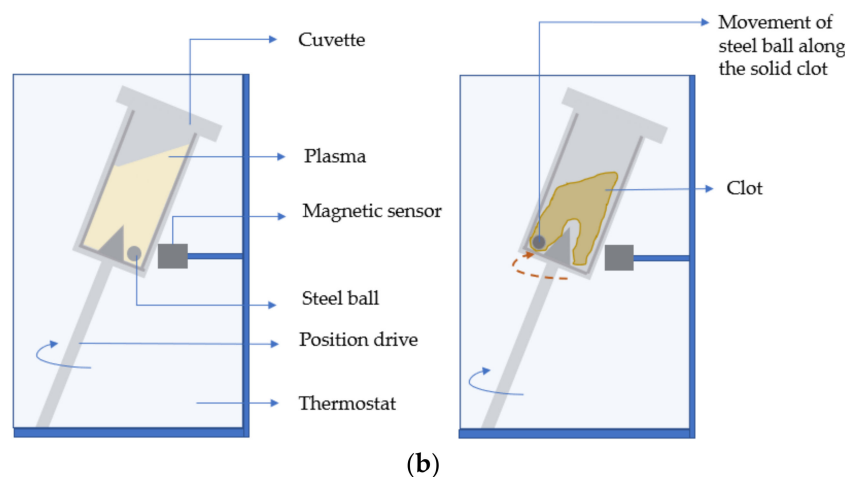 Cuvette
Plasma
Magnetic sensor
Steel ball
Position drive
Thermostat
Movement of
steel ball along
the solid clot
Clot
(b)